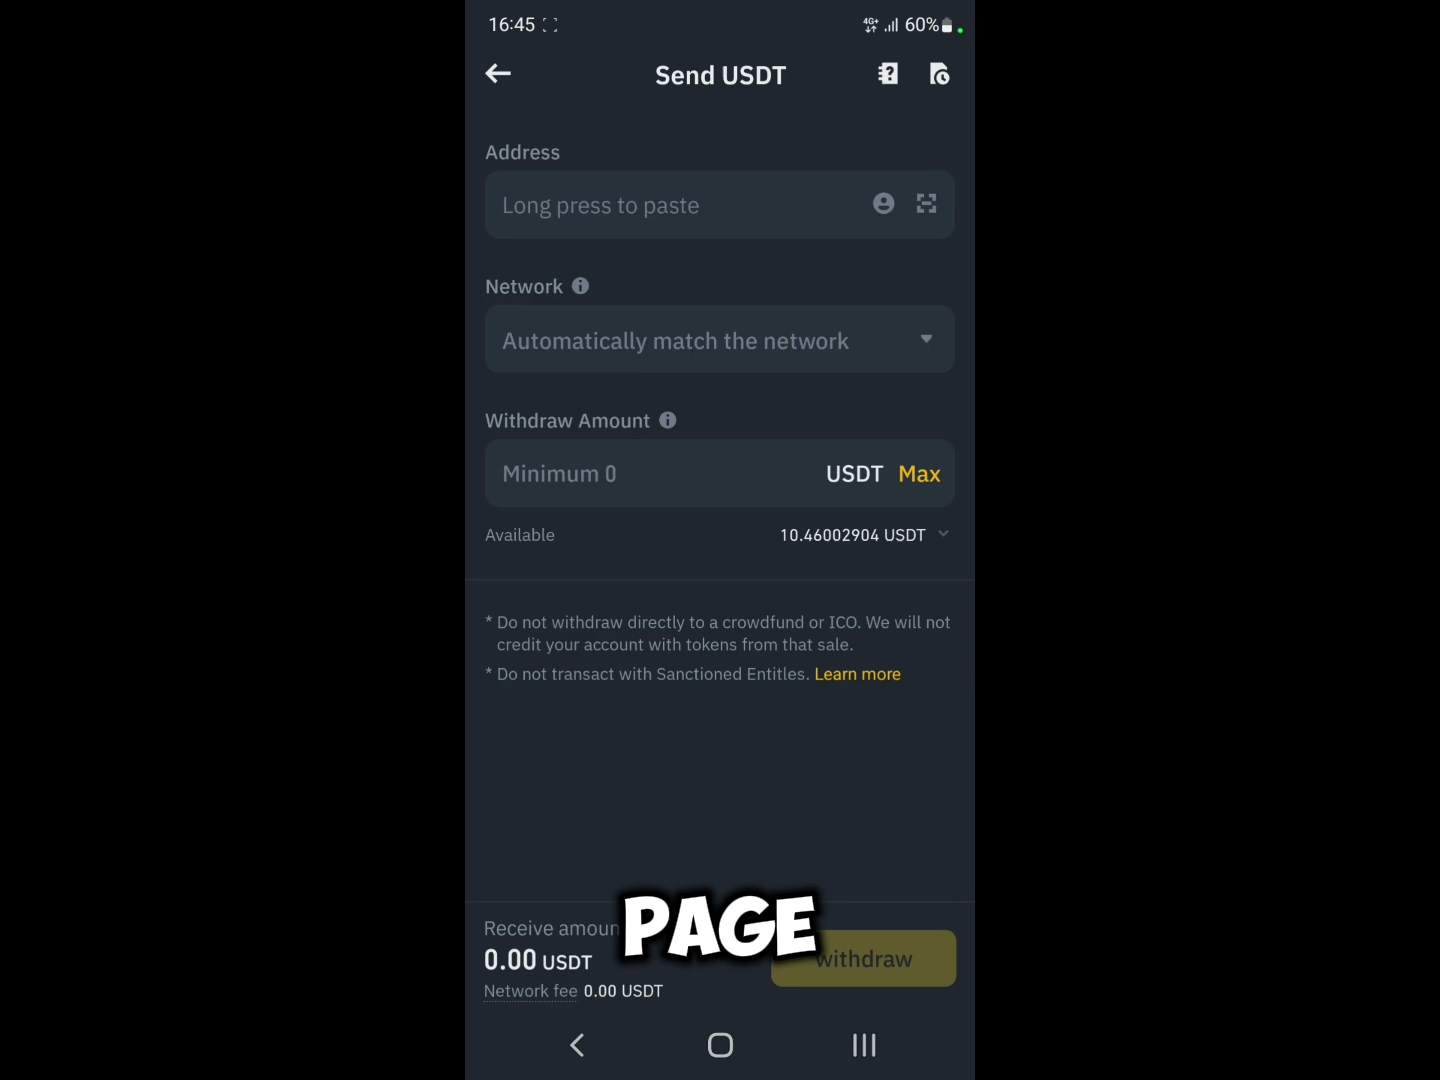 16:45
4G+ 60%
Send USDT
Address
Long press to paste
Network
Automatically match the network
Withdraw Amount
Minimum 0 USDT Max
Available 10.46002904 USDT
* Do not withdraw directly to a crowdfund or ICO. We will not
credit your account with tokens from that sale.
* Do not transact with Sanctioned Entitles. Learn more
Receive amoun
PAGE
0.00 USDT
withdraw
Network fee 0.00 USDT